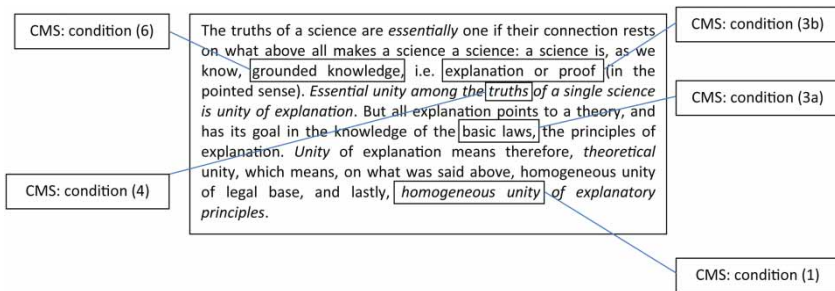 CMS: condition (6)
The truths of a science are essentially one if their connection rests
on what above all makes a science a science: a science is, as we
know, grounded knowledge, i.e. explanation or proof (in the
pointed sense). Essential unity among the truths of a single science
is unity of explanation. But all explanation points to a theory, and
has its goal in the knowledge of the basic laws, the principles of
explanation. Unity of explanation means therefore, theoretical
unity, which means, on what was said above, homogeneous unity
of legal base, and lastly, homogeneous unity of explanatory
principles.
CMS: condition (3b)
CMS: condition (3a)
CMS: condition (4)
CMS: condition (1)